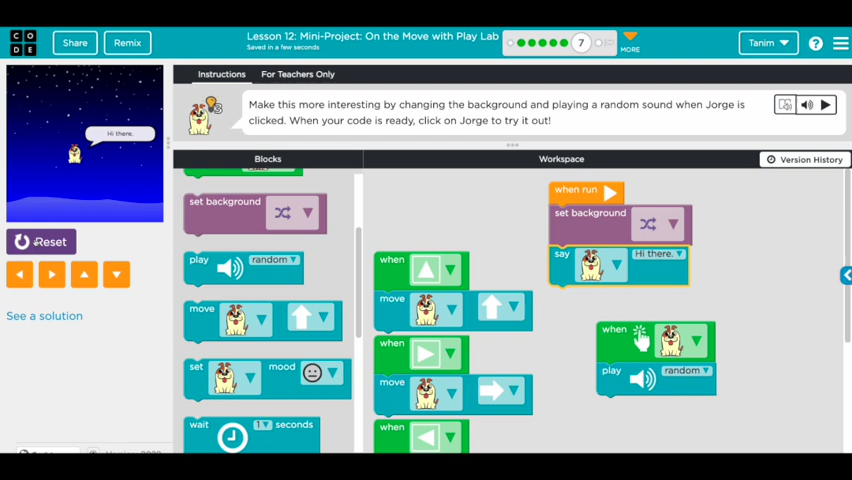 C O
D E
Share
Remix
Lesson 12: Mini-Project: On the Move with Play Lab
Saved in a few seconds
7
MORE
Tanim
?
Instructions
For Teachers Only
Make this more interesting by changing the background and playing a random sound when Jorge is
clicked. When your code is ready, click on Jorge to try it out!
Hi there.
Reset
See a solution
Blocks
Workspace
Version History
set background
play random
move
set mood
wait 1 seconds
when run
set background
say Hi there.
when
move
when
move
when
when
play random